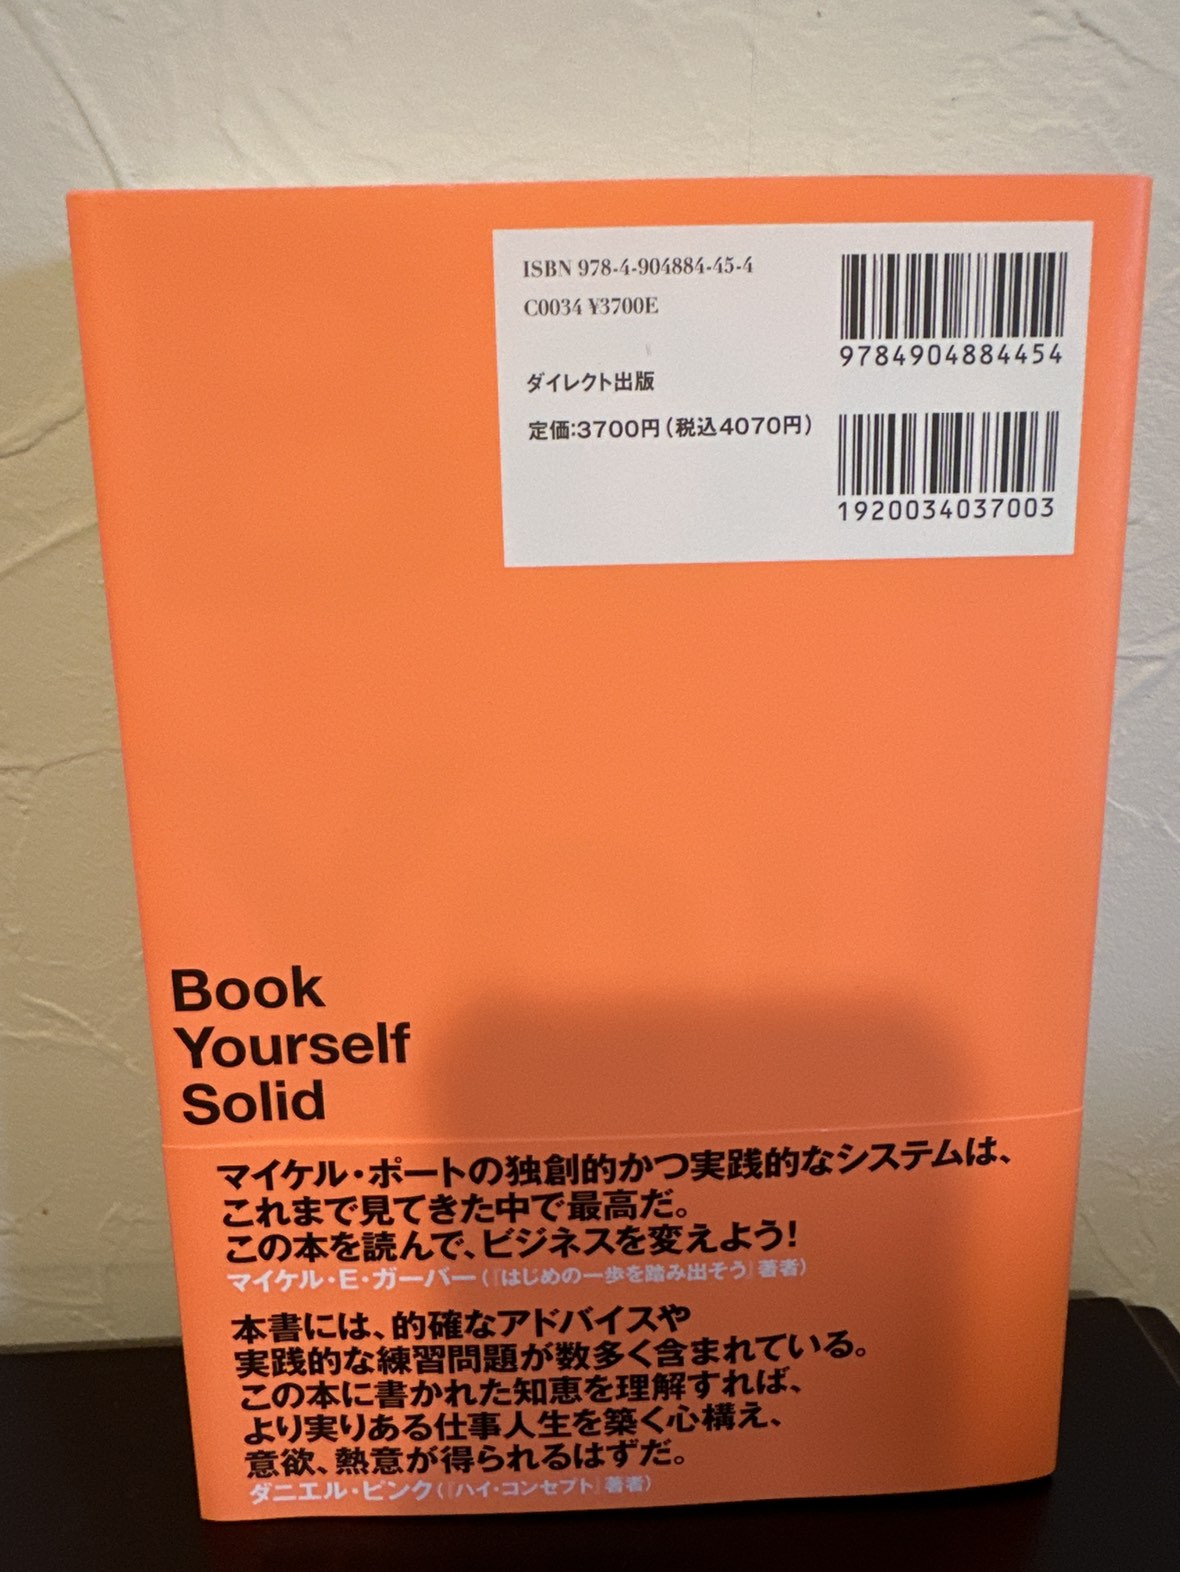 ISBN 978-4-904884-45-4
C0034 ¥3700E
ダイレクト出版
定価:3700円(税込4070円)
9784904884454
1920034037003
Book
Yourself
Solid
マイケル・ポートの独創的かつ実践的なシステムは、
これまで見てきた中で最高だ。
この本を読んで、ビジネスを変えよう!
マイケル・E・ガーバー(『はじめの一歩を踏み出そう』著者)
本書には、的確なアドバイスや
実践的な練習問題が数多く含まれている。
この本に書かれた知恵を理解すれば、
より実りある仕事人生を築く心構え、
意欲、熱意が得られるはずだ。
ダニエル・ピンク(『ハイ・コンセプト』著者)